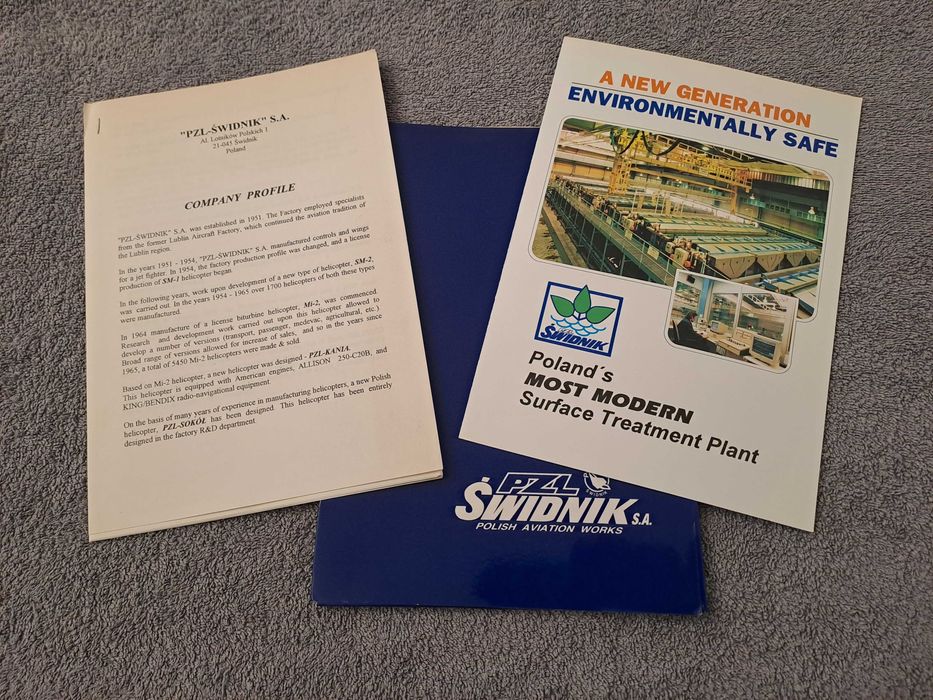 "PZL-ŚWIDNIK" S.A.
Al. Lotników Polskich 1
21-045 Świdnik
Poland
COMPANY PROFILE
"PZL-ŚWIDNIK" S.A. was established in 1951. The Factory employed specialists
from the former Lublin Aircraft Factory, which continued the aviation tradition of
the Lublin region.
In the years 1951 - 1954, "PZL-ŚWIDNIK" S.A. manufactured controls and wings
for a jet fighter. In 1954, the factory production profile was changed, and a license
production of SM-1 helicopter began.
In the following years, work upon development of a new type of helicopter, SM-2,
was carried out. In the years 1954 - 1965 over 1700 helicopters of both these types
were manufactured.
In 1964 manufacture of a license biturbine helicopter, Mi-2, was commenced.
Research and development work carried out upon this helicopter allowed to
develop a number of versions (transport, passenger, medevac, agricultural, etc.)
Broad range of versions allowed for increase of sales, and so in the years since
1965, a total of 5450 Mi-2 helicopters were made & sold.
Based on Mi-2 helicopter, a new helicopter was designed - PZL-KANIA.
This helicopter is equipped with American engines, ALLISON 250-C20B, and
KING/BENDIX radio-navigational equipment.
On the basis of many years of experience in manufacturing helicopters, a new Polish
helicopter, PZL-SOKÓŁ has been designed. This helicopter has been entirely
designed in the factory R&D department
A NEW GENERATION
ENVIRONMENTALLY SAFE
ŚWIDNIK
Poland´s
MOST MODERN
Surface Treatment Plant
PZL
ŚWIDNIK
ŚWIDNIK S.A.
POLISH AVIATION WORKS